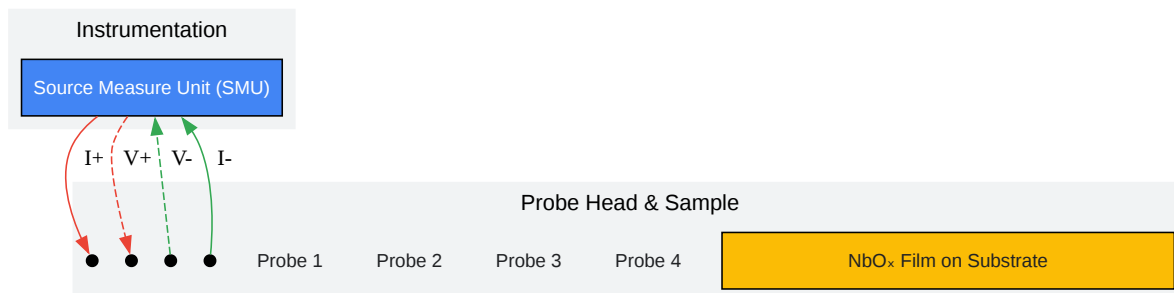 Instrumentation
Source Measure Unit (SMU)
I+ V+ V- I-
Probe Head & Sample
Probe 1 Probe 2 Probe 3 Probe 4 NbOₓ Film on Substrate